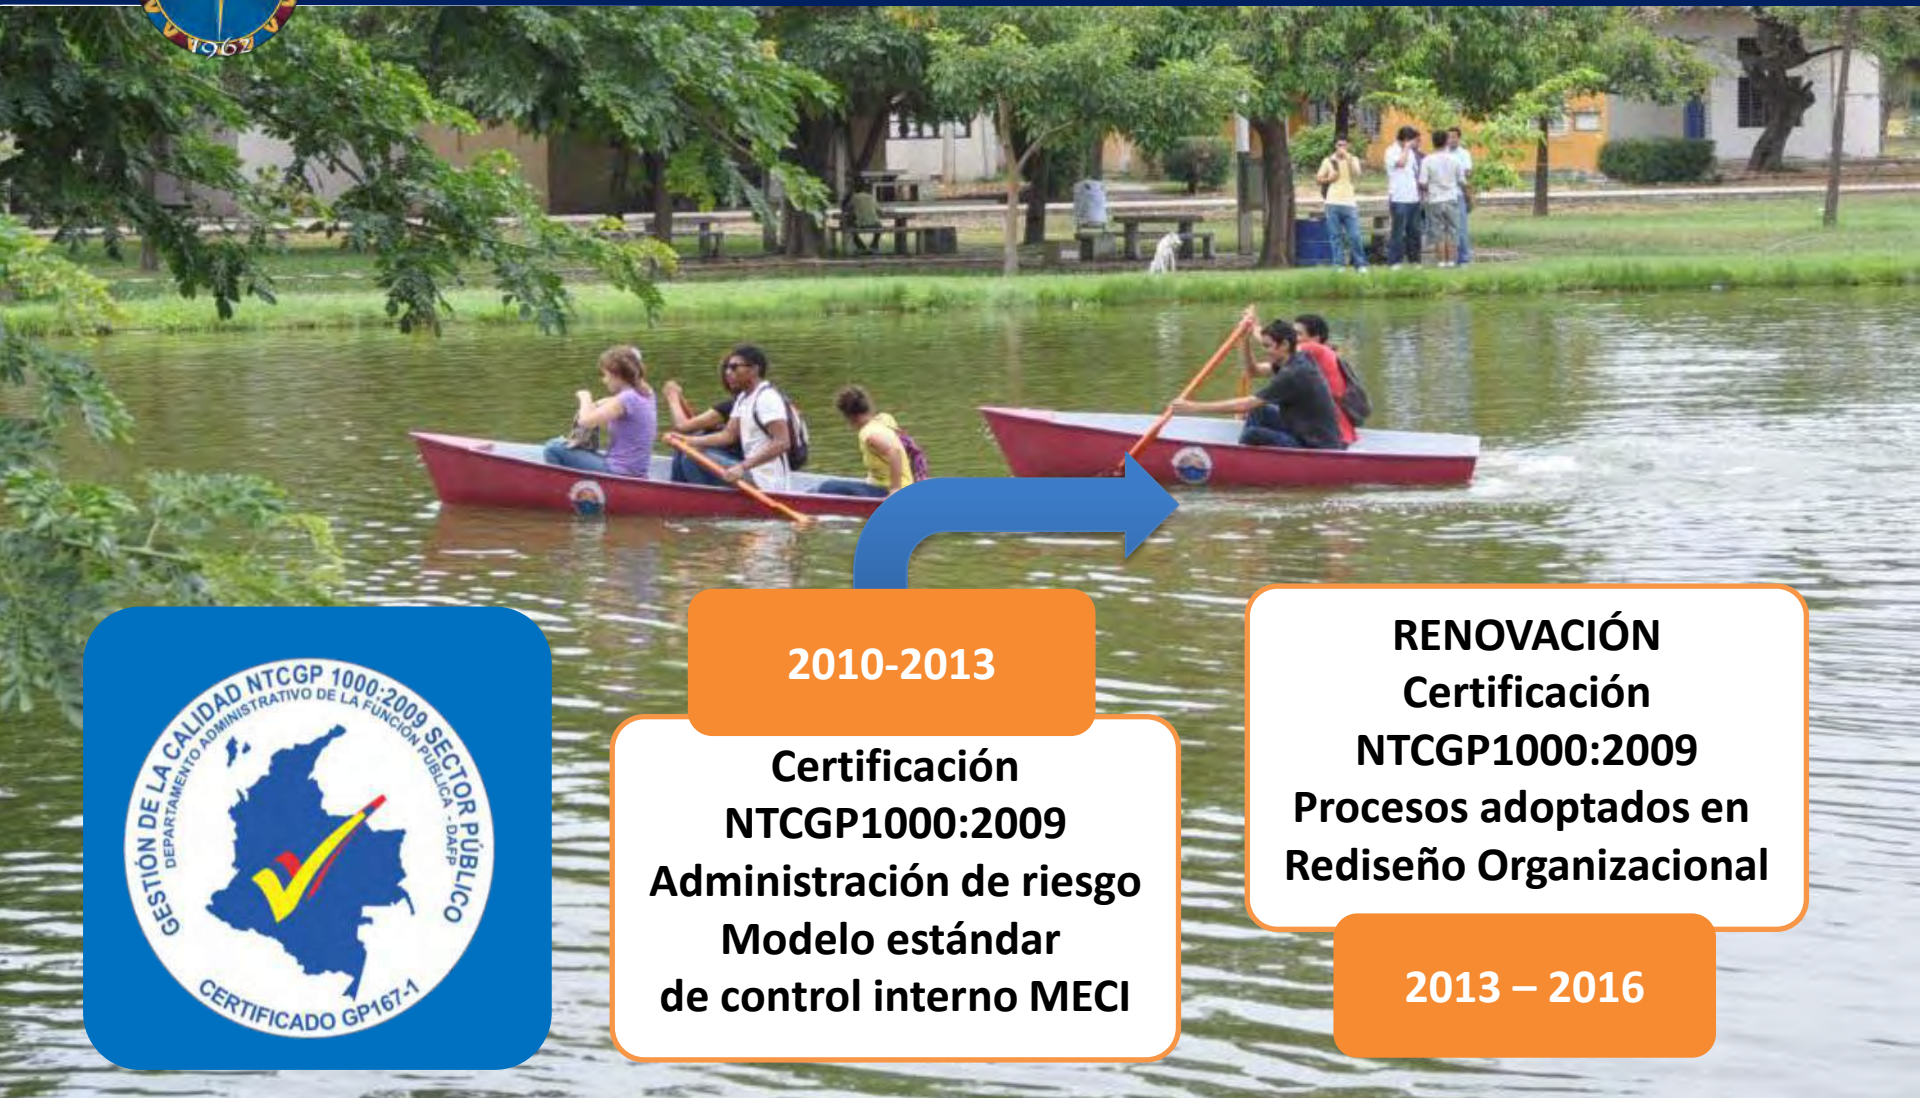 1962
GESTIÓN DE LA CALIDAD NTCGP 1000:2009 SECTOR PÚBLICO
DEPARTAMENTO ADMINISTRATIVO DE LA FUNCIÓN PÚBLICA - DAFP
CERTIFICADO GP167-1
2010-2013
Certificación
NTCGP1000:2009
Administración de riesgo
Modelo estándar
de control interno MECI
RENOVACIÓN
Certificación
NTCGP1000:2009
Procesos adoptados en
Rediseño Organizacional
2013 – 2016